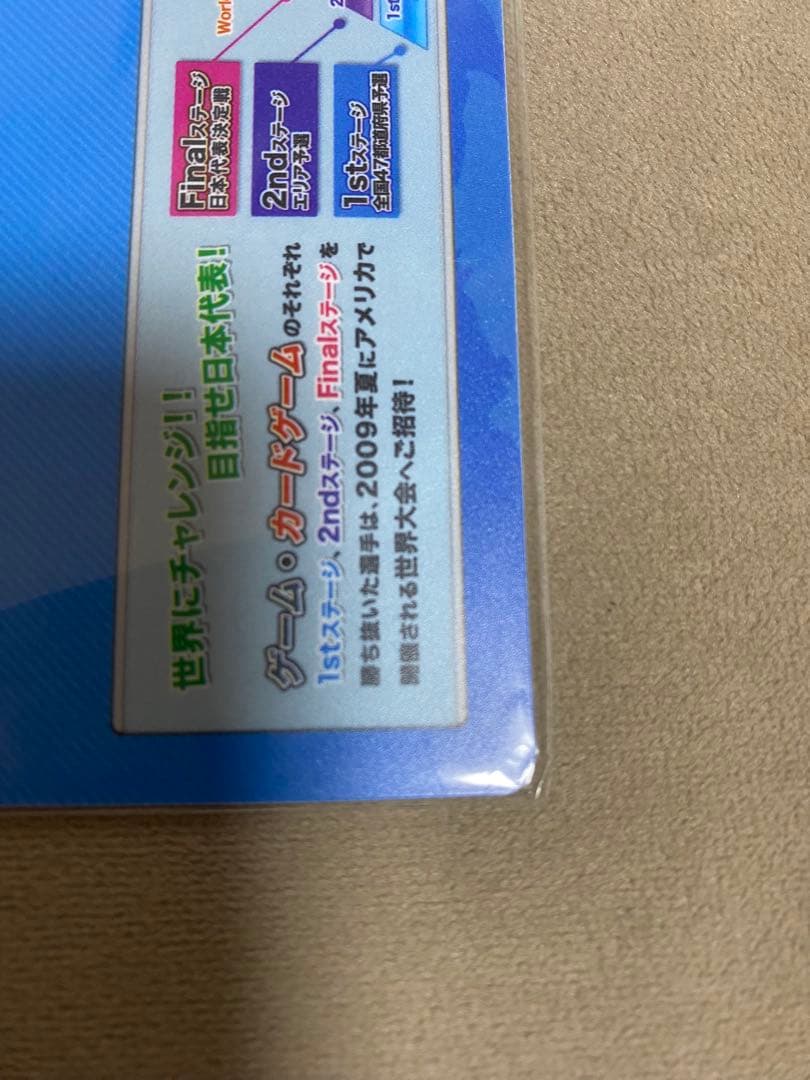 世界にチャレンジ!!
目指せ日本代表!!
ゲーム・カードゲームのそれぞれ
1stステージ、2ndステージ、Finalステージを
勝ち抜いた選手は、2009年夏にアメリカで
開催される世界大会へご招待!
Worl
2
1st
Finalステージ
日本代表決定戦
2ndステージ
エリア予選
1stステージ
全国47都道府県予選